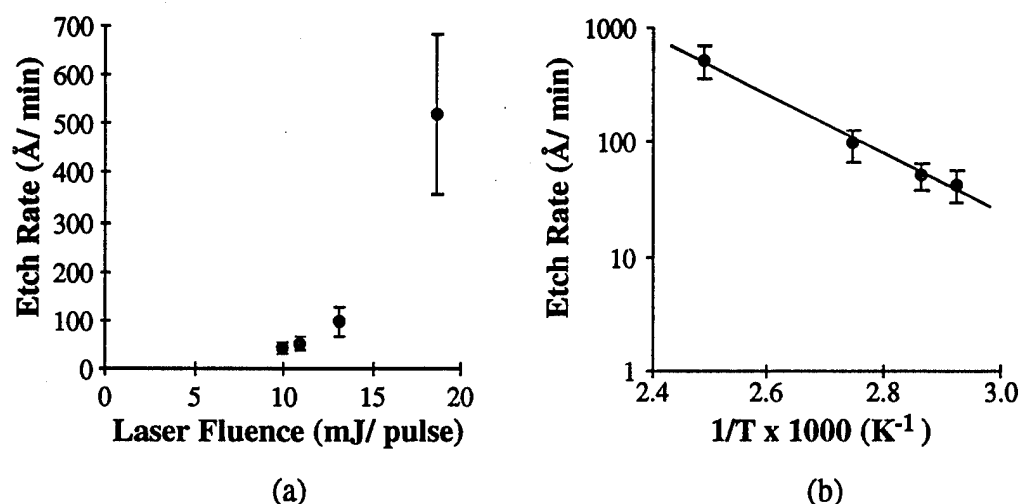 700
600
500
400
300
200
100
0
0 5 10 15 20
Etch Rate (Å/ min)
Laser Fluence (mJ/ pulse)
(a)
1000
100
10
1
2.4 2.6 2.8 3.0
Etch Rate (Å/ min)
1/T x 1000 (K⁻¹ )
(b)